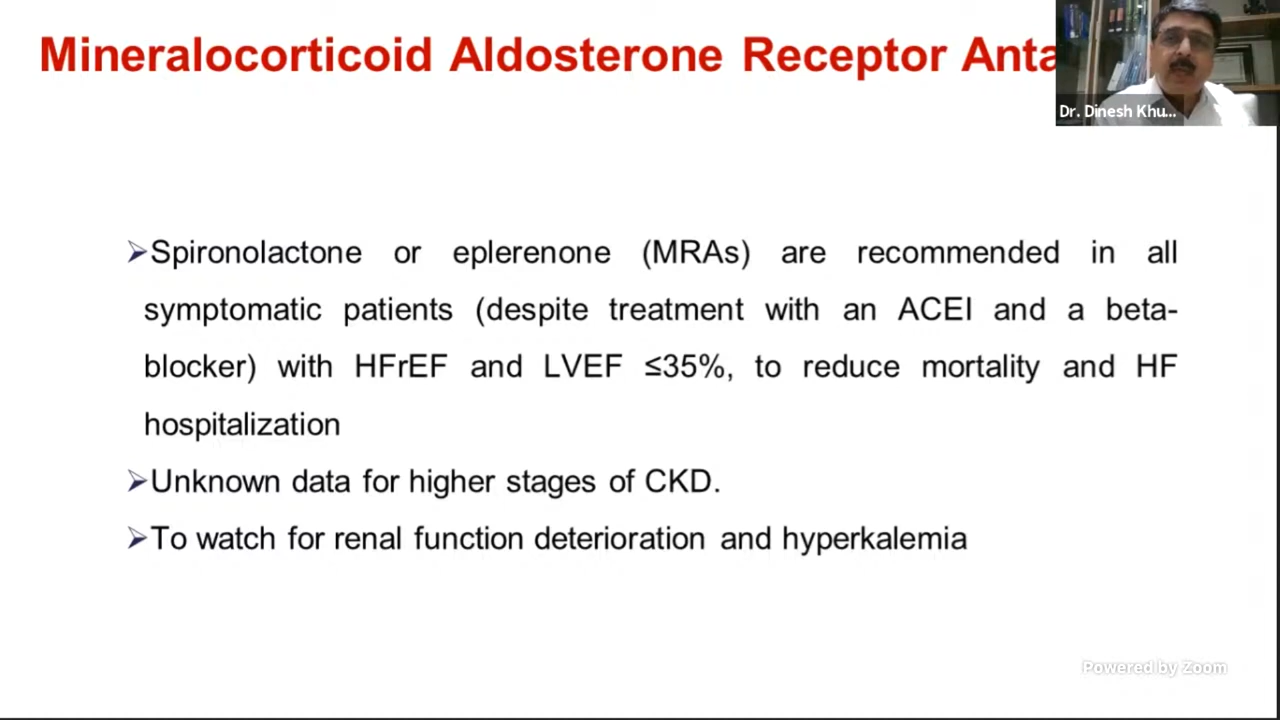 Mineralocorticoid Aldosterone Receptor Anta
Dr. Dinesh Khu...
➢Spironolactone or eplerenone (MRAs) are recommended in all
symptomatic patients (despite treatment with an ACEI and a beta-
blocker) with HFrEF and LVEF ≤35%, to reduce mortality and HF
hospitalization
➢Unknown data for higher stages of CKD.
➢To watch for renal function deterioration and hyperkalemia
Powered by Zoom